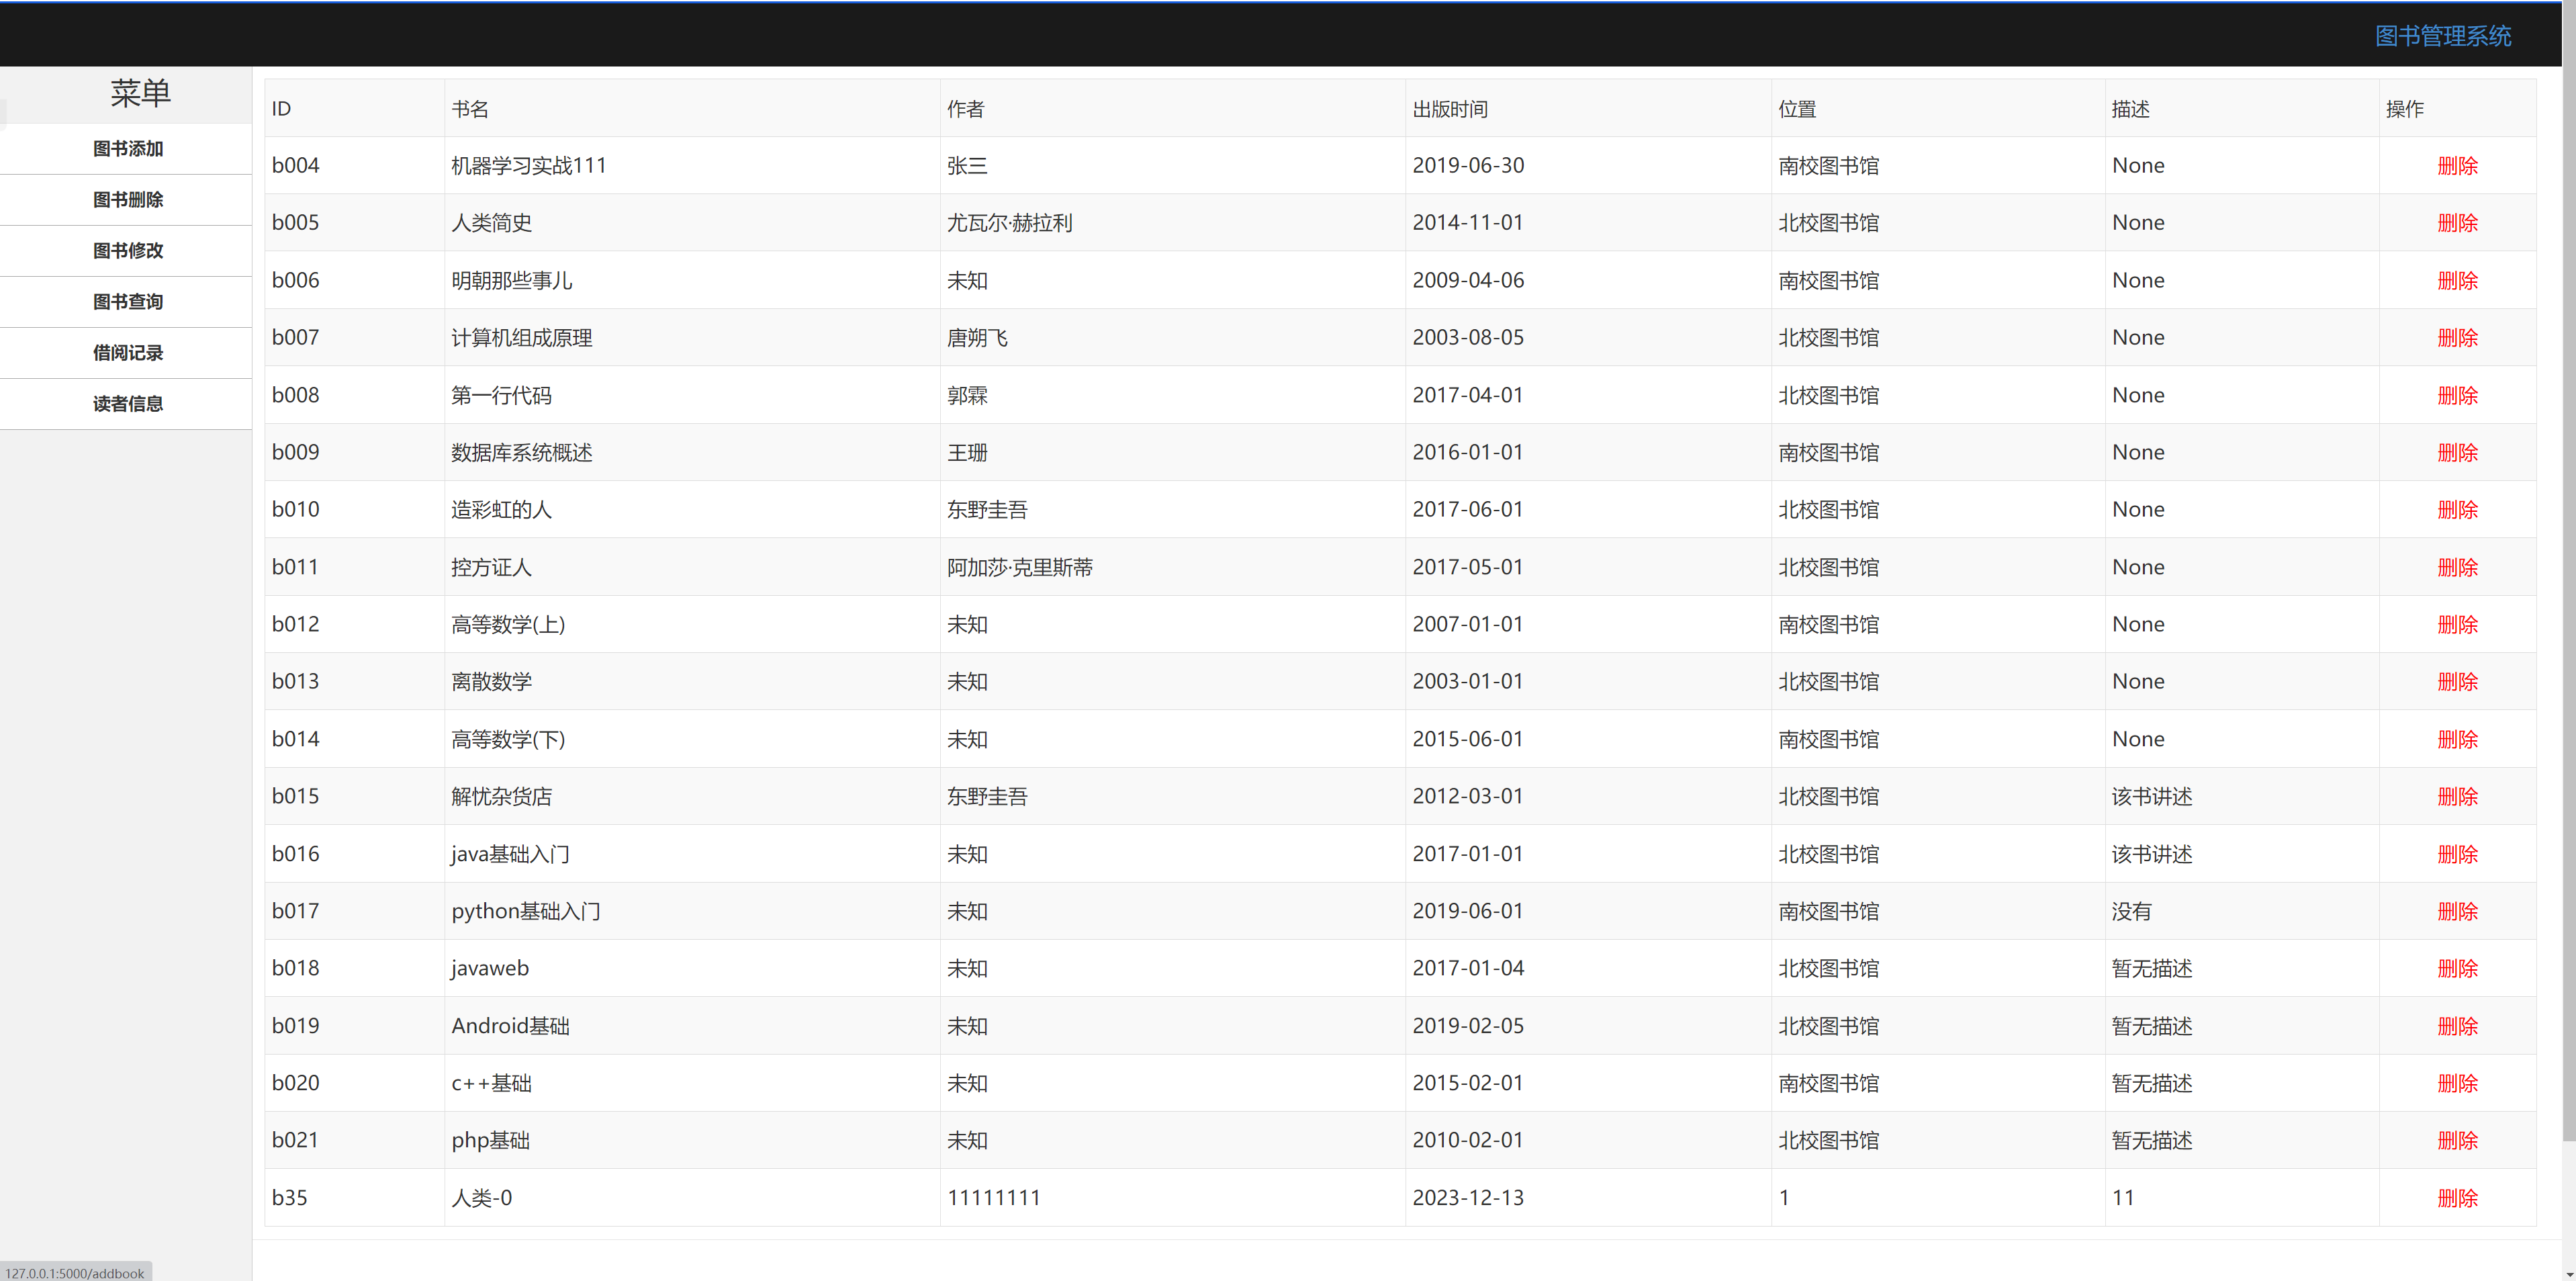 图书管理系统
菜单
图书添加
图书删除
图书修改
图书查询
借阅记录
读者信息
ID 书名 作者 出版时间 位置 描述 操作
b004 机器学习实战111 张三 2019-06-30 南校图书馆 None 删除
b005 人类简史 尤瓦尔·赫拉利 2014-11-01 北校图书馆 None 删除
b006 明朝那些事儿 未知 2009-04-06 南校图书馆 None 删除
b007 计算机组成原理 唐朔飞 2003-08-05 北校图书馆 None 删除
b008 第一行代码 郭霖 2017-04-01 北校图书馆 None 删除
b009 数据库系统概述 王珊 2016-01-01 南校图书馆 None 删除
b010 造彩虹的人 东野圭吾 2017-06-01 北校图书馆 None 删除
b011 控方证人 阿加莎·克里斯蒂 2017-05-01 北校图书馆 None 删除
b012 高等数学(上) 未知 2007-01-01 南校图书馆 None 删除
b013 离散数学 未知 2003-01-01 北校图书馆 None 删除
b014 高等数学(下) 未知 2015-06-01 南校图书馆 None 删除
b015 解忧杂货店 东野圭吾 2012-03-01 北校图书馆 该书讲述 删除
b016 java基础入门 未知 2017-01-01 北校图书馆 该书讲述 删除
b017 python基础入门 未知 2019-06-01 南校图书馆 没有 删除
b018 javaweb 未知 2017-01-04 北校图书馆 暂无描述 删除
b019 Android基础 未知 2019-02-05 北校图书馆 暂无描述 删除
b020 c++基础 未知 2015-02-01 南校图书馆 暂无描述 删除
b021 php基础 未知 2010-02-01 北校图书馆 暂无描述 删除
b35 人类-0 11111111 2023-12-13 1 11 删除
127.0.0.1:5000/addbook